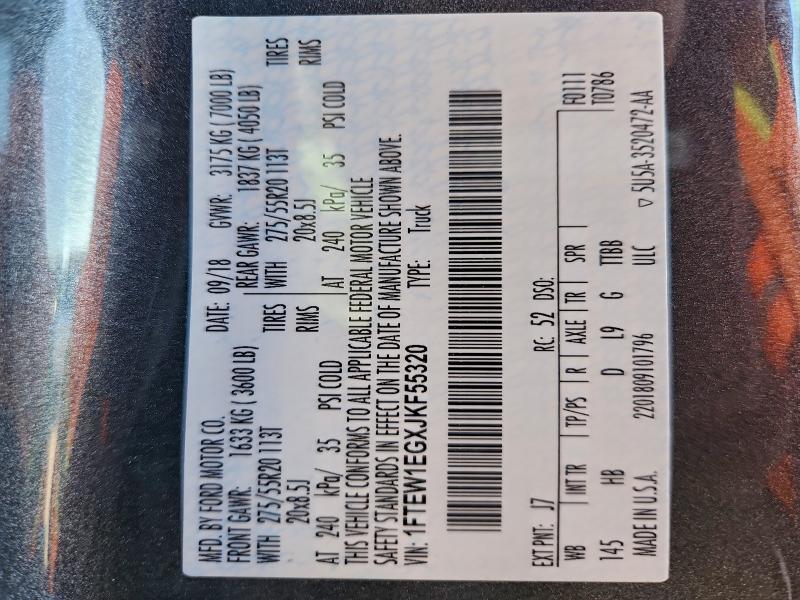 MFD. BY FORD MOTOR CO. DATE: 09/18 GVWR: 3175 KG ( 7000 LB)
FRONT GAWR: 1633 KG ( 3600 LB) REAR GAWR: 1837 KG ( 4050 LB)
WITH 275/55R20 113T TIRES WITH 275/55R20 113T TIRES
20x8.5J RIMS 20x8.5J RIMS
AT 240 kPa/ 35 PSI COLD AT 240 kPa/ 35 PSI COLD
THIS VEHICLE CONFORMS TO ALL APPLICABLE FEDERAL MOTOR VEHICLE
SAFETY STANDARDS IN EFFECT ON THE DATE OF MANUFACTURE SHOWN ABOVE.
VIN: 1FTEW1EGXJKF55320 TYPE: Truck
EXT PNT: J7 RC: 52 DSO:
WB INT TR TP/PS R AXLE TR SPR F0111
145 HB D L9 G TTBB T0786
MADE IN U.S.A. 2201809101796 ULC ▽ 5U5A-3520472-AA